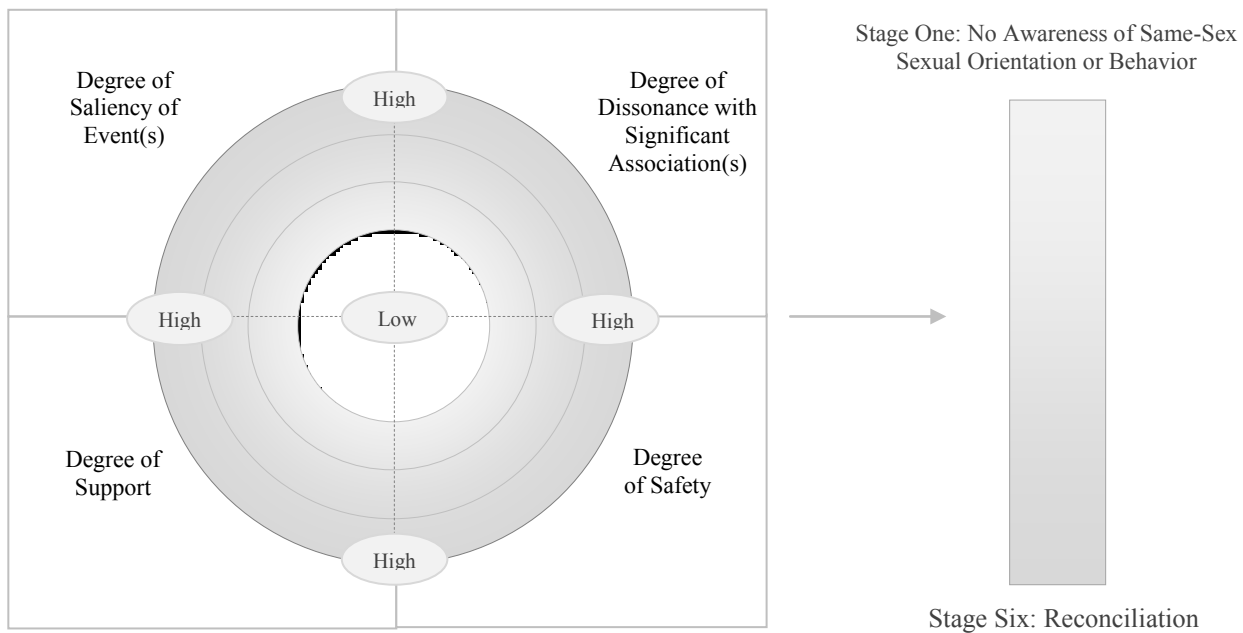 Stage One: No Awareness of Same-Sex
Sexual Orientation or Behavior
Degree of
Saliency of
Event(s)
High
Degree of
Dissonance with
Significant
Association(s)
High
Low
High
Degree of
Support
Degree
of Safety
High
Stage Six: Reconciliation